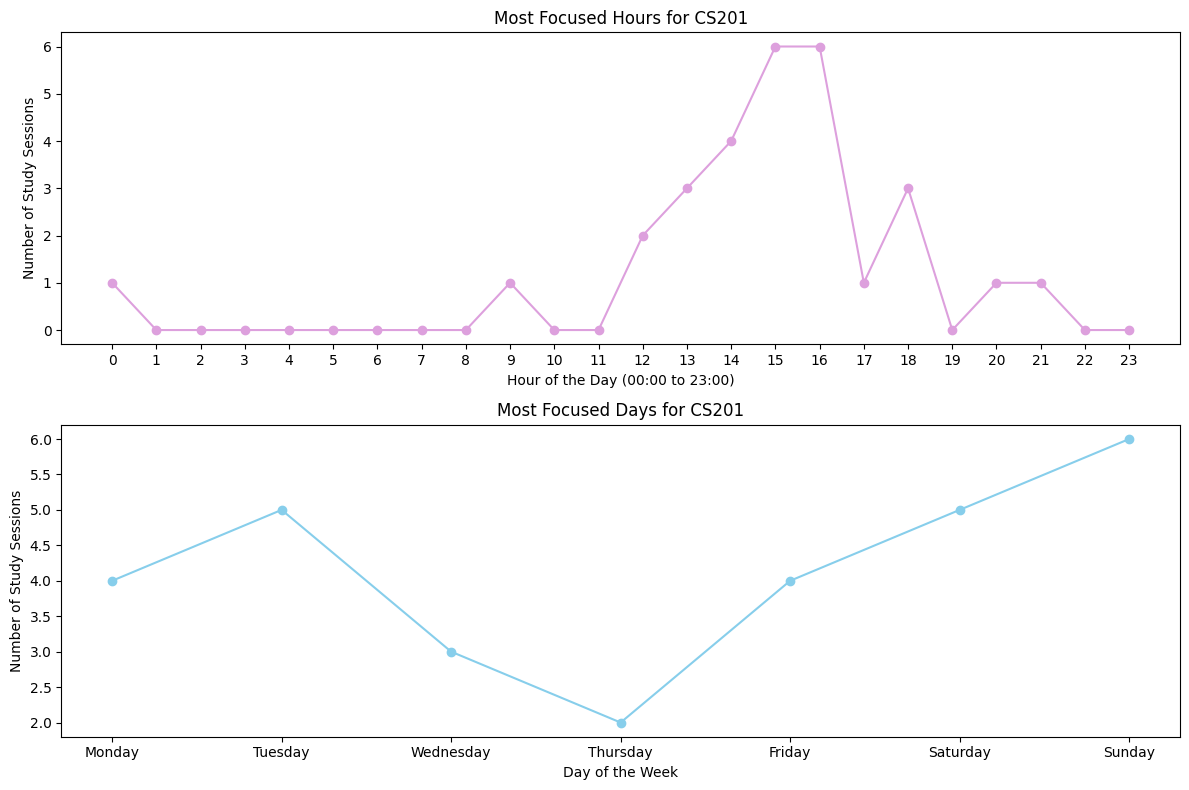 Most Focused Hours for CS201
Number of Study Sessions
6
5
4
3
2
1
0
0 1 2 3 4 5 6 7 8 9 10 11 12 13 14 15 16 17 18 19 20 21 22 23
Hour of the Day (00:00 to 23:00)
Most Focused Days for CS201
Number of Study Sessions
6.0
5.5
5.0
4.5
4.0
3.5
3.0
2.5
2.0
Monday Tuesday Wednesday Thursday Friday Saturday Sunday
Day of the Week